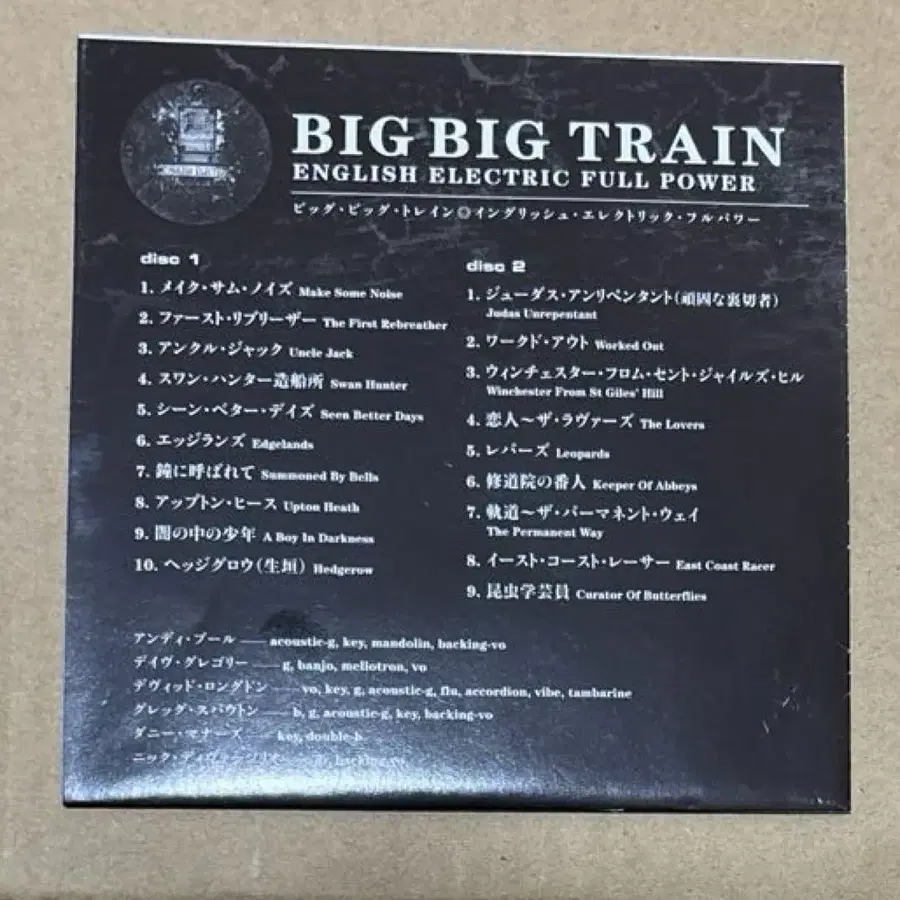 BIG BIG TRAIN
ENGLISH ELECTRIC FULL POWER
ビッグ・ビッグ・トレイン◎イングリッシュ・エレクトリック・フルパワー
disc 1
1. メイク・サム・ノイズ Make Some Noise
2. ファースト・リブリーザー The First Rebreather
3. アンクル・ジャック Uncle Jack
4. スワン・ハンター造船所 Swan Hunter
5. シーン・ベター・デイズ Seen Better Days
6. エッジランズ Edgelands
7. 鐘に呼ばれて Summoned By Bells
8. アップトン・ヒース Upton Heath
9. 闇の中の少年 A Boy In Darkness
10. ヘッジグロウ(生垣) Hedgerow
disc 2
1. ジューダス・アンリペンタント(頑固な裏切者)
Judas Unrepentant
2. ワークド・アウト Worked Out
3. ウィンチェスター・フロム・セント・ジャイルズ・ヒル
Winchester From St Giles' Hill
4. 恋人～ザ・ラヴァーズ The Lovers
5. レパーズ Leopards
6. 修道院の番人 Keeper Of Abbeys
7. 軌道～ザ・パーマネント・ウェイ
The Permanent Way
8. イースト・コースト・レーサー East Coast Racer
9. 昆虫学芸員 Curator Of Butterflies
アンディ・プール — acoustic-g, key, mandolin, backing-vo
デイヴ・グレゴリー — g, banjo, mellotron, vo
デヴィッド・ロングドン — vo, key, g, acoustic-g, flu, accordion, vibe, tambarine
グレッグ・スパウトン — b, g, acoustic-g, key, backing-vo
ダニー・マナーズ — key, double-b
ニック・ backing-vo